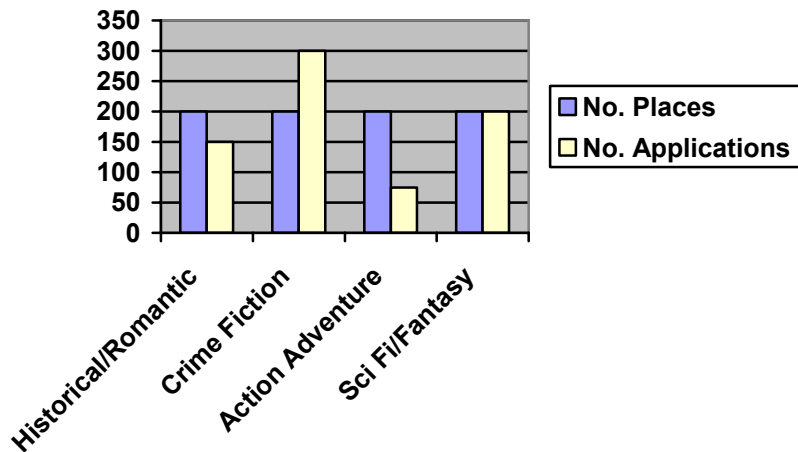 350
300
250
200
150
100
50
0
No. Places
No. Applications
Historical/Romantic
Crime Fiction
Action Adventure
Sci Fi/Fantasy